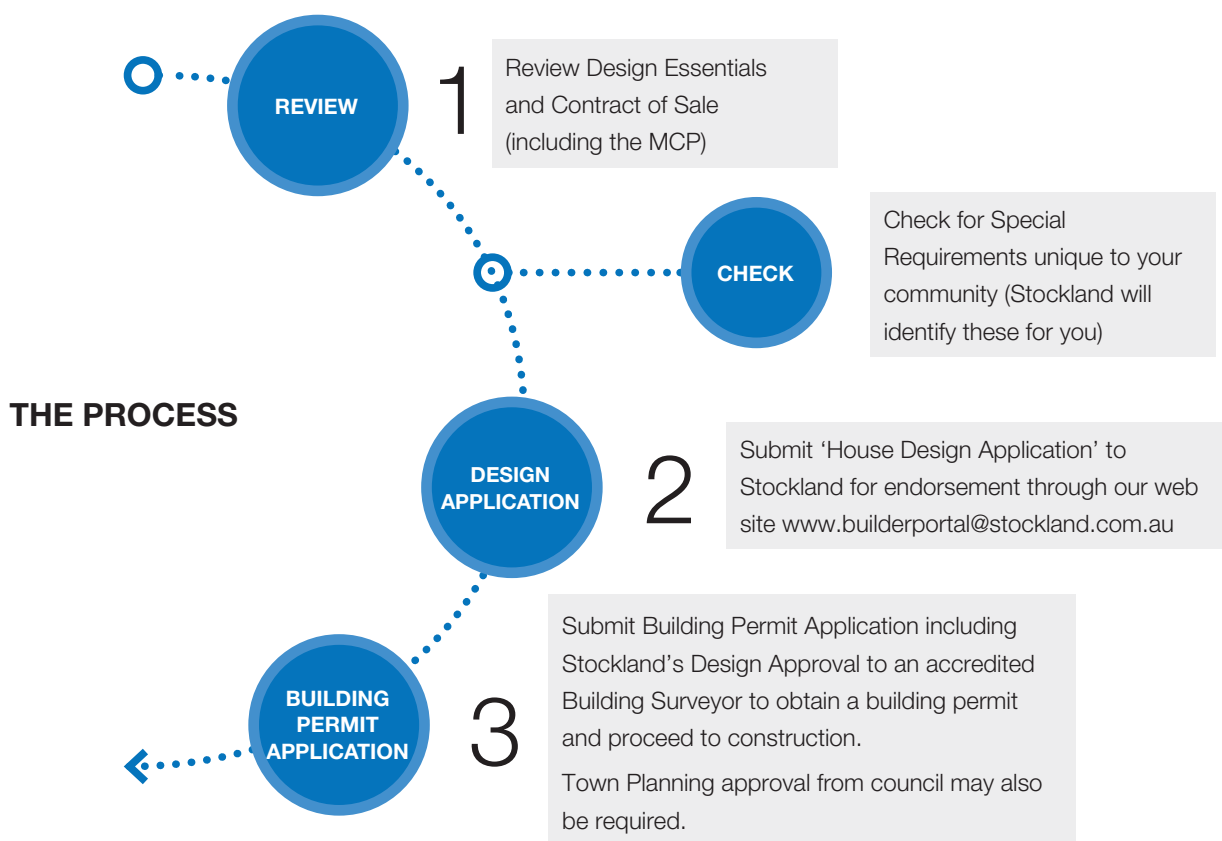 REVIEW
1
Review Design Essentials
and Contract of Sale
(including the MCP)
CHECK
Check for Special
Requirements unique to your
community (Stockland will
identify these for you)
THE PROCESS
DESIGN
APPLICATION
2
Submit ‘House Design Application’ to
Stockland for endorsement through our web
site www.builderportal@stockland.com.au
BUILDING
PERMIT
APPLICATION
3
Submit Building Permit Application including
Stockland’s Design Approval to an accredited
Building Surveyor to obtain a building permit
and proceed to construction.
Town Planning approval from council may also
be required.